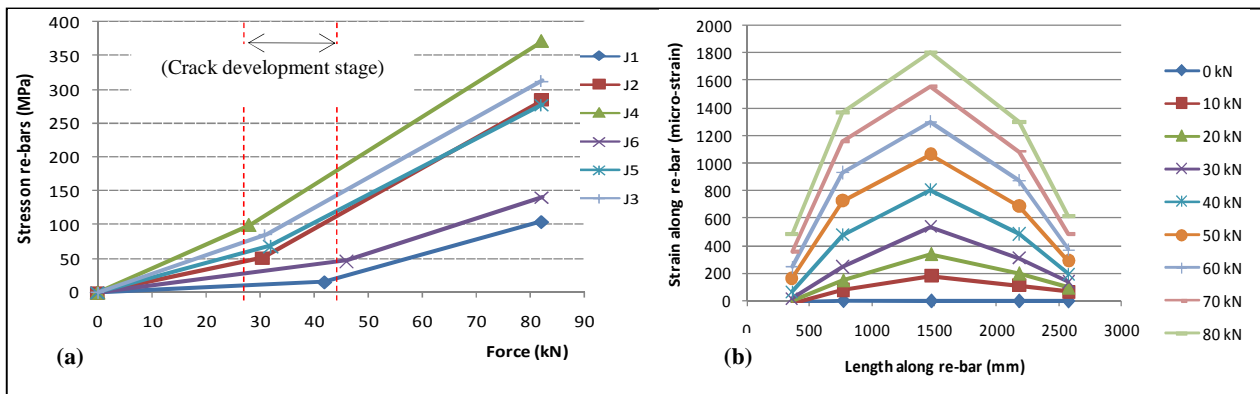 400
350
300
250
200
150
100
50
0
Stress on re-bars (MPa)
(Crack development stage)
0 10 20 30 40 50 60 70 80 90
Force (kN)
(a)
J1
J2
J4
J6
J5
J3
2000
1800
1600
1400
1200
1000
800
600
400
200
0
Strain along re-bar (micro-strain)
0 500 1000 1500 2000 2500 3000
Length along re-bar (mm)
(b)
0 kN
10 kN
20 kN
30 kN
40 kN
50 kN
60 kN
70 kN
80 kN